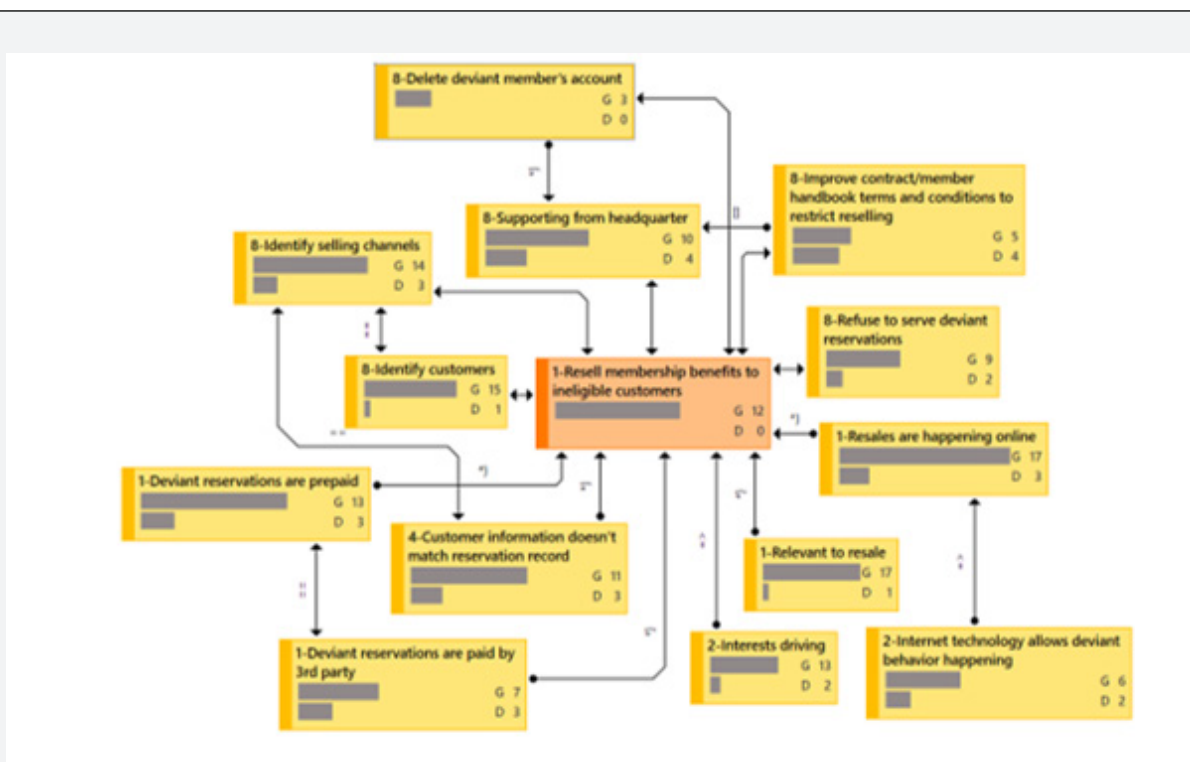 8-Delete deviant member's account
G 3
D 0
8-Improve contract/member
handbook terms and conditions to
restrict reselling
G 5
D 4
8-Supporting from headquarter
G 10
D 4
8-Identify selling channels
G 14
D 3
8-Refuse to serve deviant
reservations
G 9
D 2
8-Identify customers
G 15
D 1
1-Resell membership benefits to
ineligible customers
G 12
D 0
1-Resales are happening online
G 17
D 3
1-Deviant reservations are prepaid
G 13
D 3
4-Customer information doesn't
match reservation record
G 11
D 3
1-Relevant to resale
G 17
D 1
1-Deviant reservations are paid by
3rd party
G 7
D 3
2-Interests driving
G 13
D 2
2-Internet technology allows deviant
behavior happening
G 6
D 2